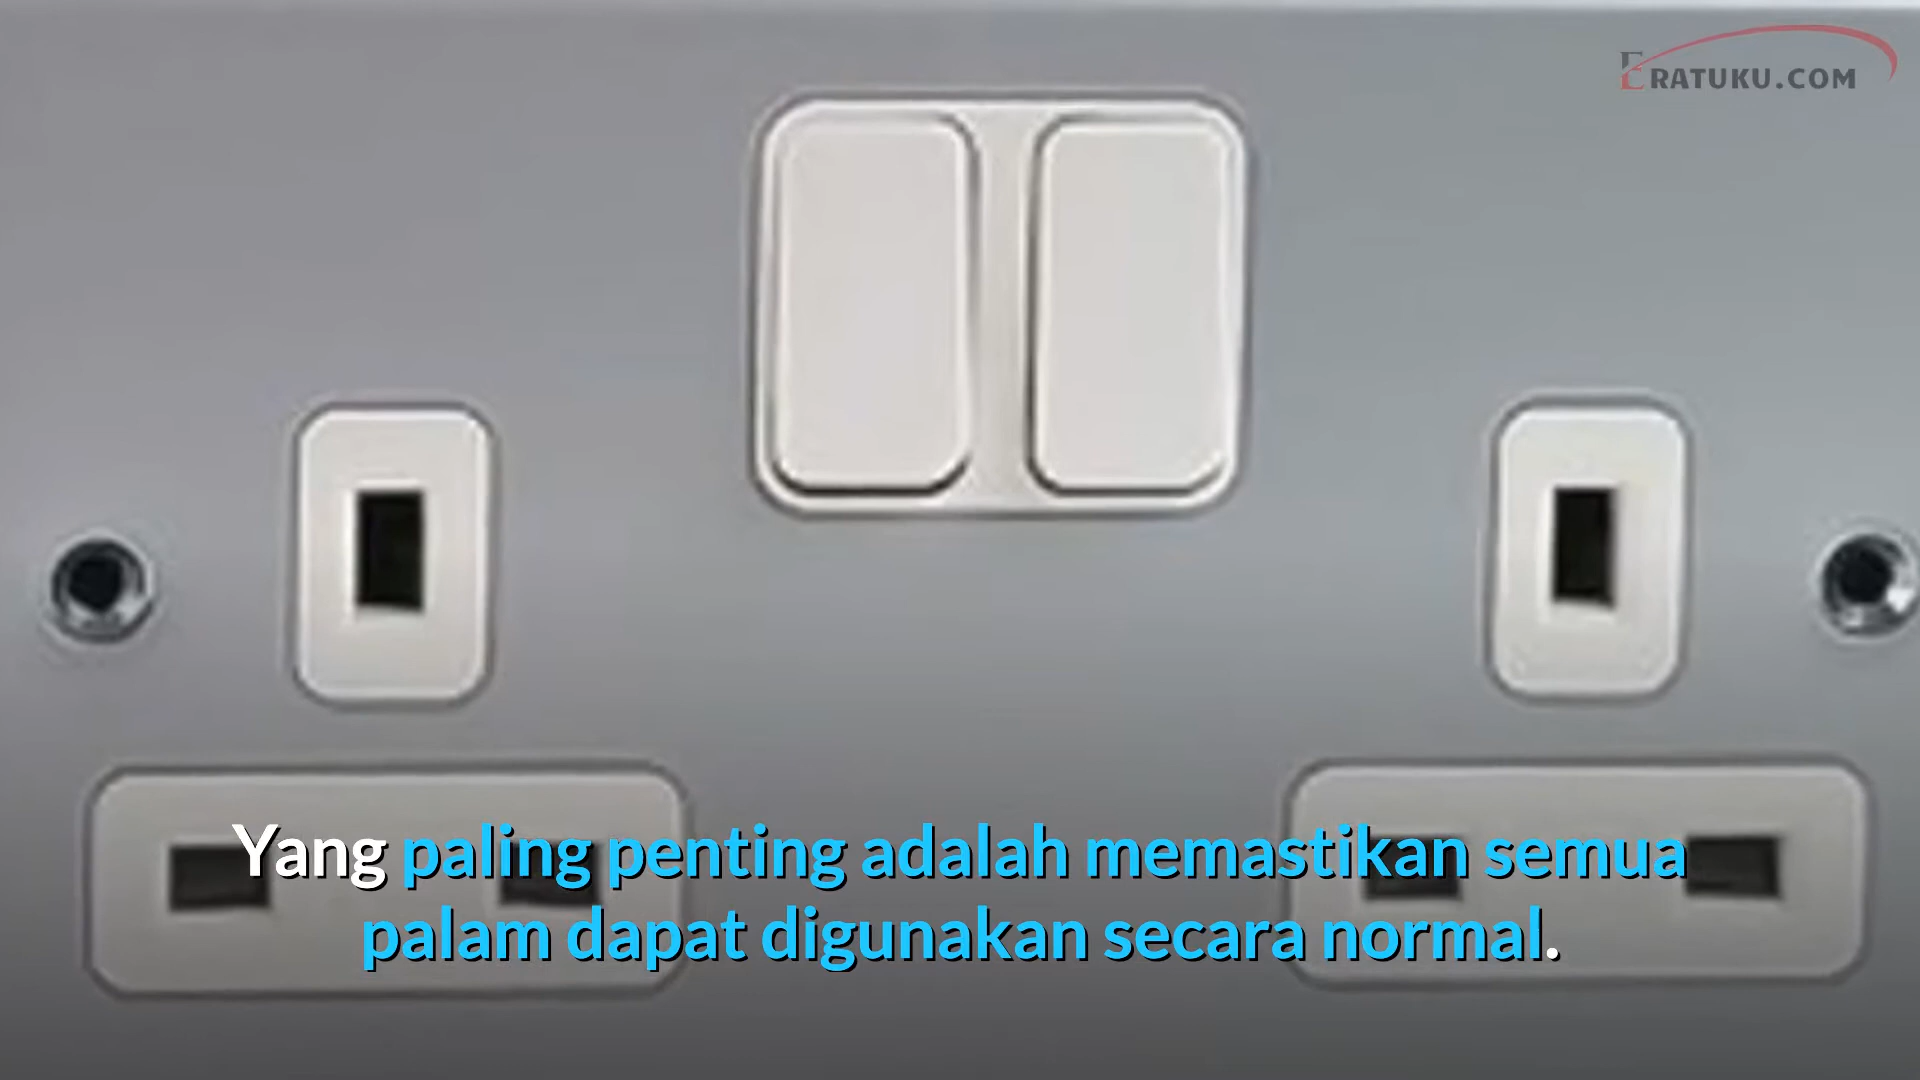 ERATUKU.COM
Yang paling penting adalah memastikan semua
palam dapat digunakan secara normal.